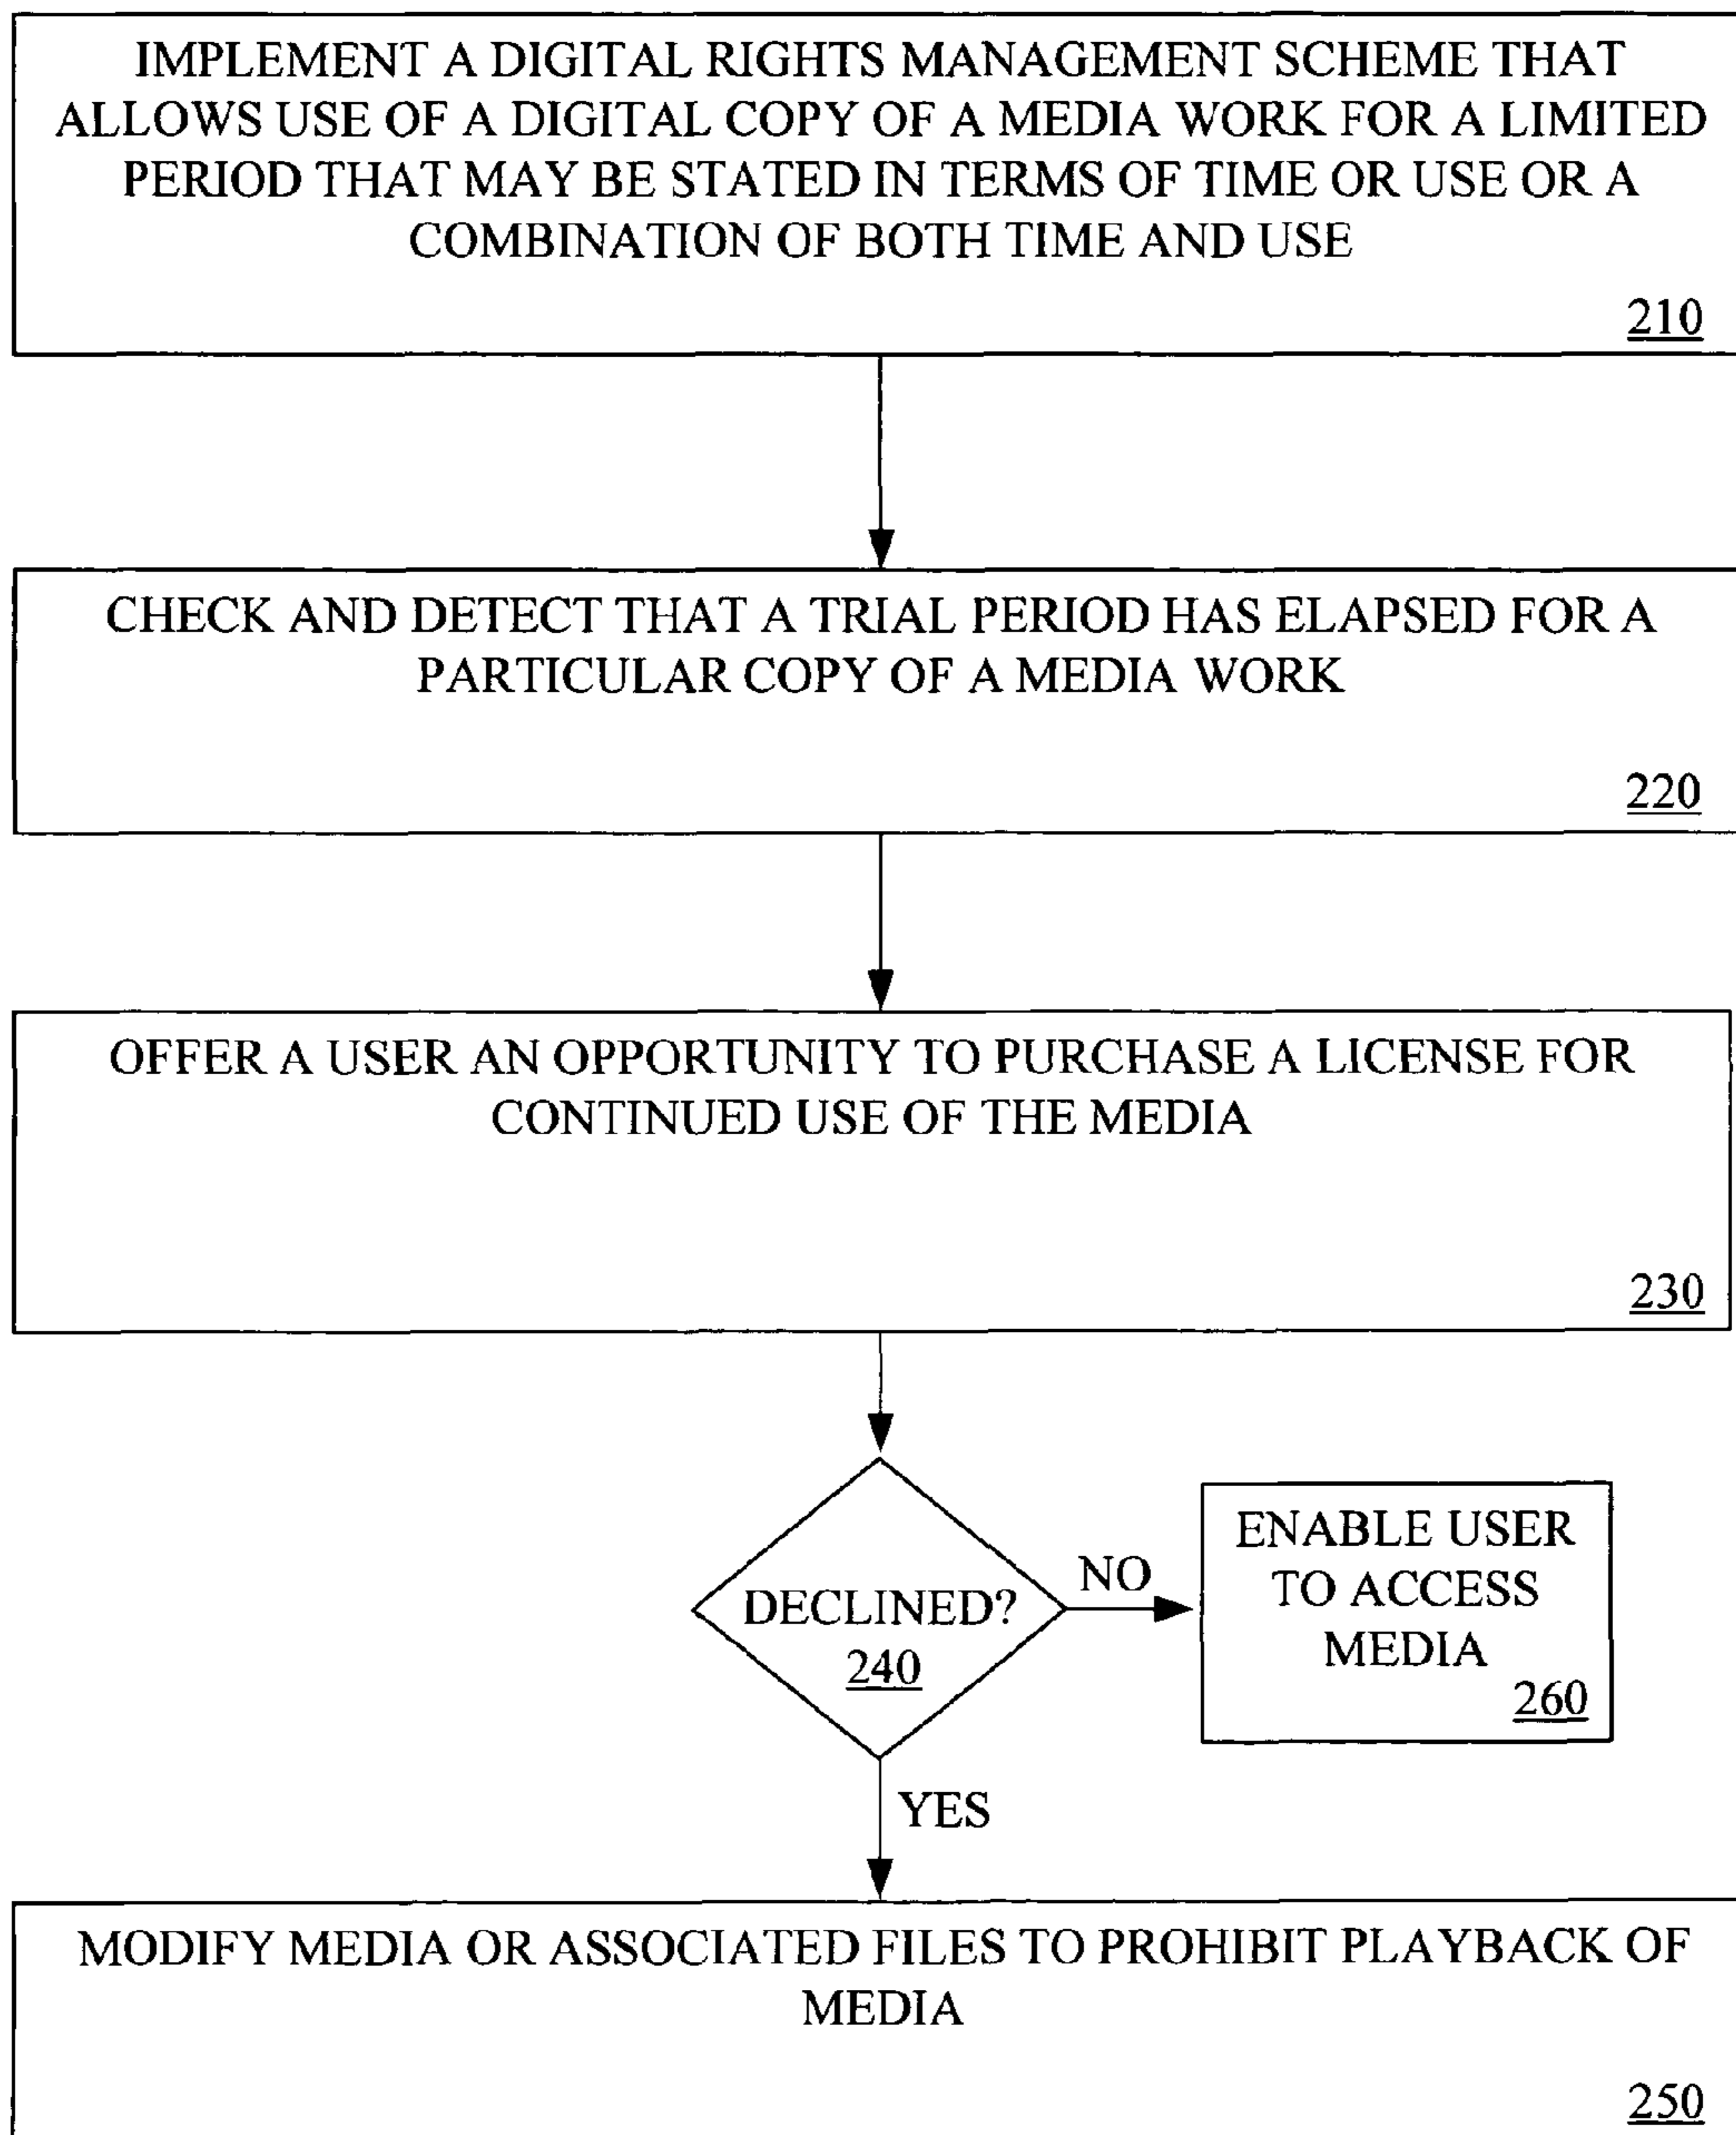 IMPLEMENT A DIGITAL RIGHTS MANAGEMENT SCHEME THAT
ALLOWS USE OF A DIGITAL COPY OF A MEDIA WORK FOR A LIMITED
PERIOD THAT MAY BE STATED IN TERMS OF TIME OR USE OR A
COMBINATION OF BOTH TIME AND USE
210
CHECK AND DETECT THAT A TRIAL PERIOD HAS ELAPSED FOR A
PARTICULAR COPY OF A MEDIA WORK
220
OFFER A USER AN OPPORTUNITY TO PURCHASE A LICENSE FOR
CONTINUED USE OF THE MEDIA
230
DECLINED?
240
NO
ENABLE USER
TO ACCESS
MEDIA
260
YES
MODIFY MEDIA OR ASSOCIATED FILES TO PROHIBIT PLAYBACK OF
MEDIA
250